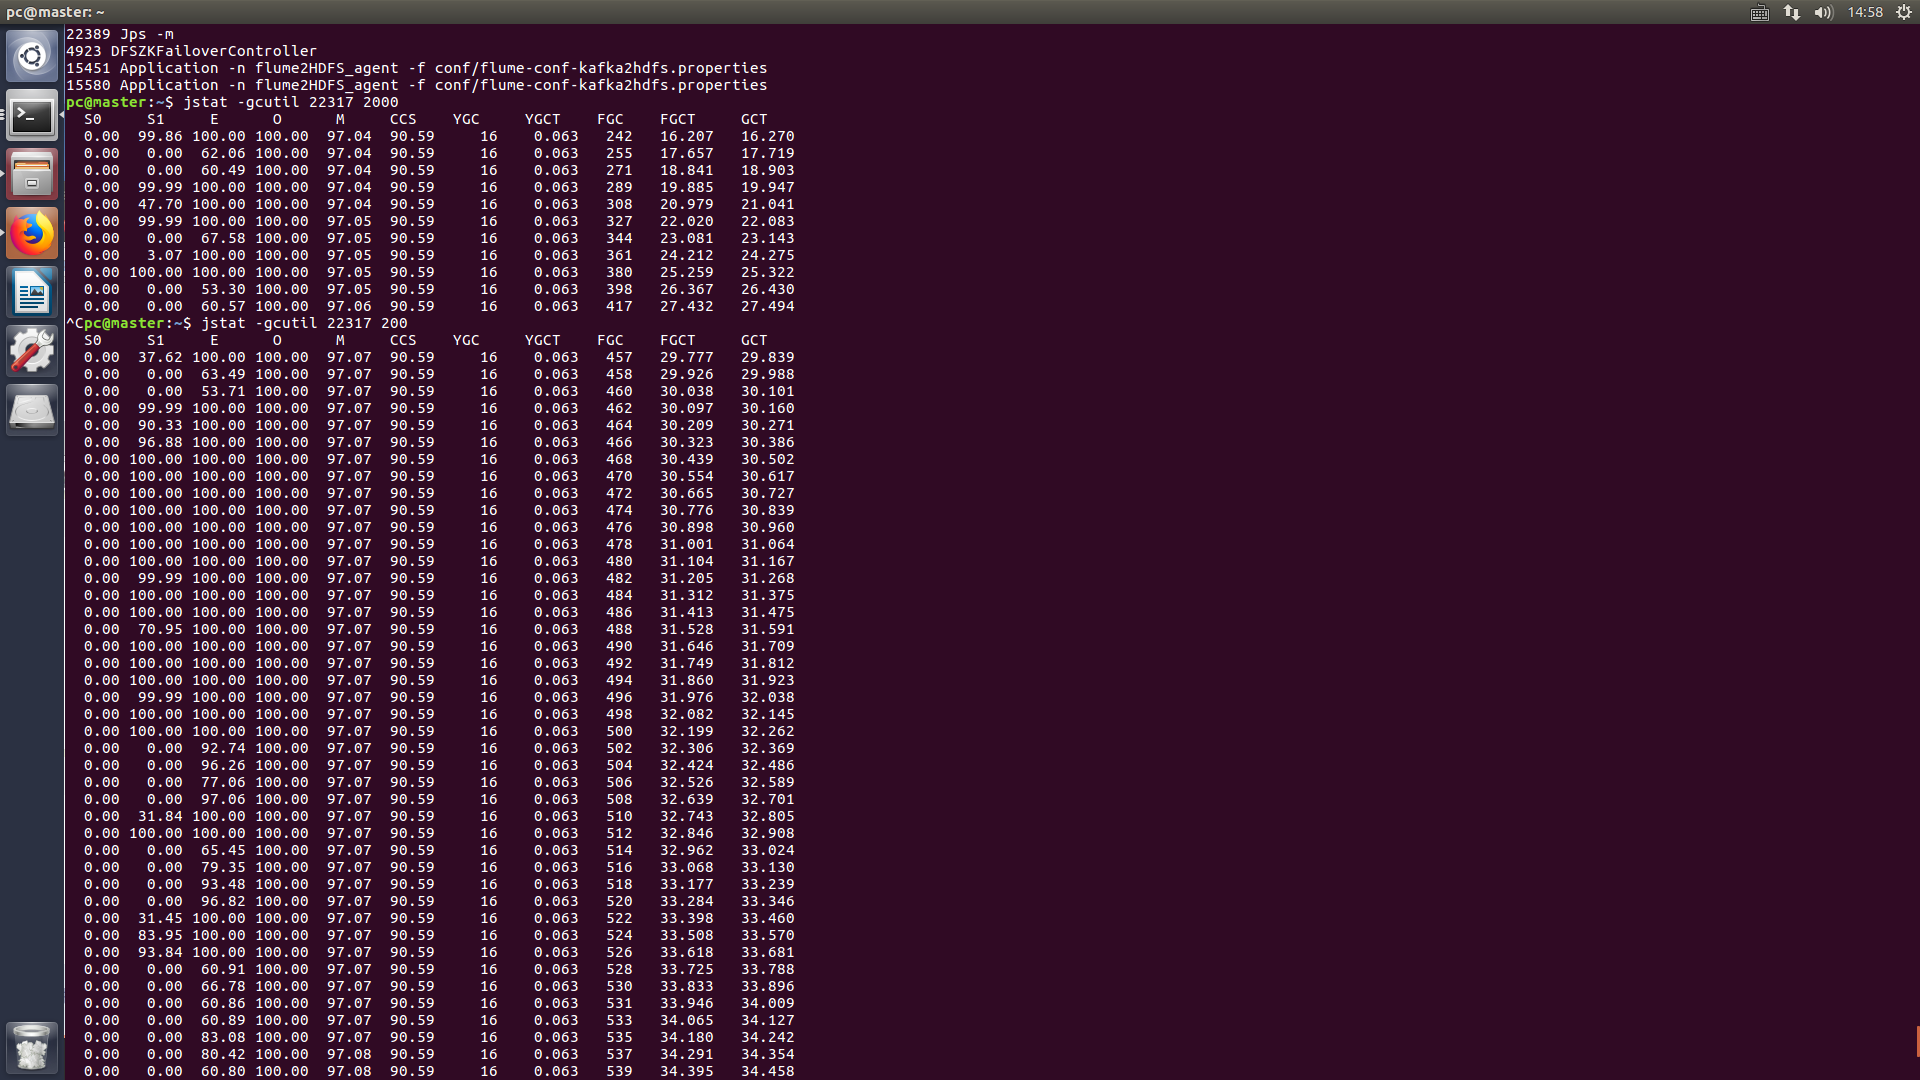 pc@master: ~
14:58
22389 Jps -m
4923 DFSZKFailoverController
15451 Application -n flume2HDFS_agent -f conf/flume-conf-kafka2hdfs.properties
15580 Application -n flume2HDFS_agent -f conf/flume-conf-kafka2hdfs.properties
pc@master:~$ jstat -gcutil 22317 2000
S0 S1 E O M CCS YGC YGCT FGC FGCT GCT
0.00 99.86 100.00 100.00 97.04 90.59 16 0.063 242 16.207 16.270
0.00 0.00 62.06 100.00 97.04 90.59 16 0.063 255 17.657 17.719
0.00 0.00 60.49 100.00 97.04 90.59 16 0.063 271 18.841 18.903
0.00 99.99 100.00 100.00 97.04 90.59 16 0.063 289 19.885 19.947
0.00 47.70 100.00 100.00 97.04 90.59 16 0.063 308 20.979 21.041
0.00 99.99 100.00 100.00 97.05 90.59 16 0.063 327 22.020 22.083
0.00 0.00 67.58 100.00 97.05 90.59 16 0.063 344 23.081 23.143
0.00 3.07 100.00 100.00 97.05 90.59 16 0.063 361 24.212 24.275
0.00 100.00 100.00 100.00 97.05 90.59 16 0.063 380 25.259 25.322
0.00 0.00 53.30 100.00 97.05 90.59 16 0.063 398 26.367 26.430
0.00 0.00 60.57 100.00 97.06 90.59 16 0.063 417 27.432 27.494
^Cpc@master:~$ jstat -gcutil 22317 200
S0 S1 E O M CCS YGC YGCT FGC FGCT GCT
0.00 37.62 100.00 100.00 97.07 90.59 16 0.063 457 29.777 29.839
0.00 0.00 63.49 100.00 97.07 90.59 16 0.063 458 29.926 29.988
0.00 0.00 53.71 100.00 97.07 90.59 16 0.063 460 30.038 30.101
0.00 99.99 100.00 100.00 97.07 90.59 16 0.063 462 30.097 30.160
0.00 90.33 100.00 100.00 97.07 90.59 16 0.063 464 30.209 30.271
0.00 96.88 100.00 100.00 97.07 90.59 16 0.063 466 30.323 30.386
0.00 100.00 100.00 100.00 97.07 90.59 16 0.063 468 30.439 30.502
0.00 100.00 100.00 100.00 97.07 90.59 16 0.063 470 30.554 30.617
0.00 100.00 100.00 100.00 97.07 90.59 16 0.063 472 30.665 30.727
0.00 100.00 100.00 100.00 97.07 90.59 16 0.063 474 30.776 30.839
0.00 100.00 100.00 100.00 97.07 90.59 16 0.063 476 30.898 30.960
0.00 100.00 100.00 100.00 97.07 90.59 16 0.063 478 31.001 31.064
0.00 100.00 100.00 100.00 97.07 90.59 16 0.063 480 31.104 31.167
0.00 99.99 100.00 100.00 97.07 90.59 16 0.063 482 31.205 31.268
0.00 100.00 100.00 100.00 97.07 90.59 16 0.063 484 31.312 31.375
0.00 100.00 100.00 100.00 97.07 90.59 16 0.063 486 31.413 31.475
0.00 70.95 100.00 100.00 97.07 90.59 16 0.063 488 31.528 31.591
0.00 100.00 100.00 100.00 97.07 90.59 16 0.063 490 31.646 31.709
0.00 100.00 100.00 100.00 97.07 90.59 16 0.063 492 31.749 31.812
0.00 100.00 100.00 100.00 97.07 90.59 16 0.063 494 31.860 31.923
0.00 99.99 100.00 100.00 97.07 90.59 16 0.063 496 31.976 32.038
0.00 100.00 100.00 100.00 97.07 90.59 16 0.063 498 32.082 32.145
0.00 100.00 100.00 100.00 97.07 90.59 16 0.063 500 32.199 32.262
0.00 0.00 92.74 100.00 97.07 90.59 16 0.063 502 32.306 32.369
0.00 0.00 96.26 100.00 97.07 90.59 16 0.063 504 32.424 32.486
0.00 0.00 77.06 100.00 97.07 90.59 16 0.063 506 32.526 32.589
0.00 0.00 97.06 100.00 97.07 90.59 16 0.063 508 32.639 32.701
0.00 31.84 100.00 100.00 97.07 90.59 16 0.063 510 32.743 32.805
0.00 100.00 100.00 100.00 97.07 90.59 16 0.063 512 32.846 32.908
0.00 0.00 65.45 100.00 97.07 90.59 16 0.063 514 32.962 33.024
0.00 0.00 79.35 100.00 97.07 90.59 16 0.063 516 33.068 33.130
0.00 0.00 93.48 100.00 97.07 90.59 16 0.063 518 33.177 33.239
0.00 0.00 96.82 100.00 97.07 90.59 16 0.063 520 33.284 33.346
0.00 31.45 100.00 100.00 97.07 90.59 16 0.063 522 33.398 33.460
0.00 83.95 100.00 100.00 97.07 90.59 16 0.063 524 33.508 33.570
0.00 93.84 100.00 100.00 97.07 90.59 16 0.063 526 33.618 33.681
0.00 0.00 60.91 100.00 97.07 90.59 16 0.063 528 33.725 33.788
0.00 0.00 66.78 100.00 97.07 90.59 16 0.063 530 33.833 33.896
0.00 0.00 60.86 100.00 97.07 90.59 16 0.063 531 33.946 34.009
0.00 0.00 60.89 100.00 97.07 90.59 16 0.063 533 34.065 34.127
0.00 0.00 83.08 100.00 97.07 90.59 16 0.063 535 34.180 34.242
0.00 0.00 80.42 100.00 97.08 90.59 16 0.063 537 34.291 34.354
0.00 0.00 60.80 100.00 97.08 90.59 16 0.063 539 34.395 34.458